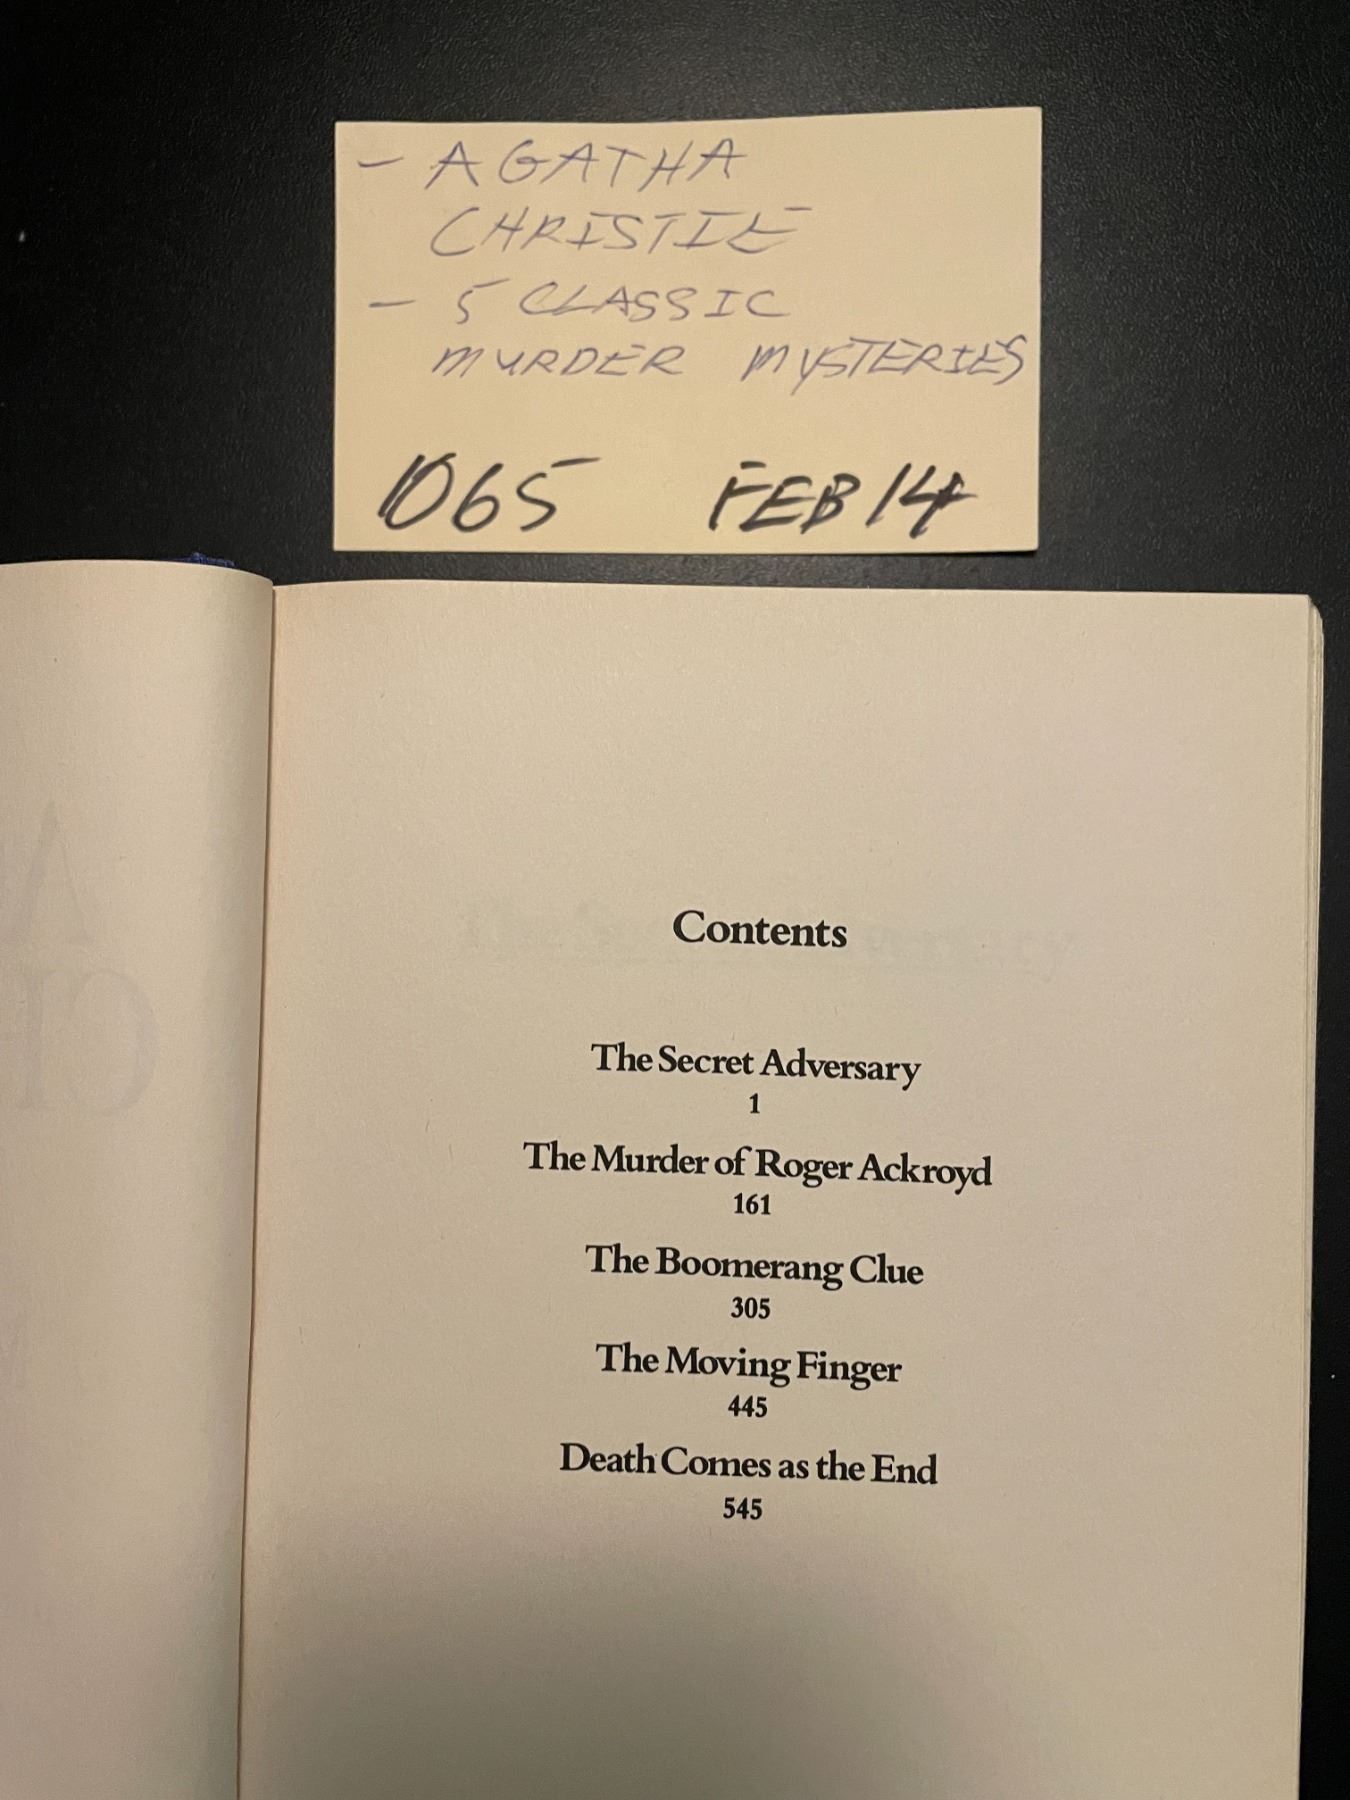 - AGATHA
CHRISTIE
- 5 CLASSIC
MURDER MYSTERIES
1065 FEB 14
Contents
The Secret Adversary
1
The Murder of Roger Ackroyd
161
The Boomerang Clue
305
The Moving Finger
445
Death Comes as the End
545